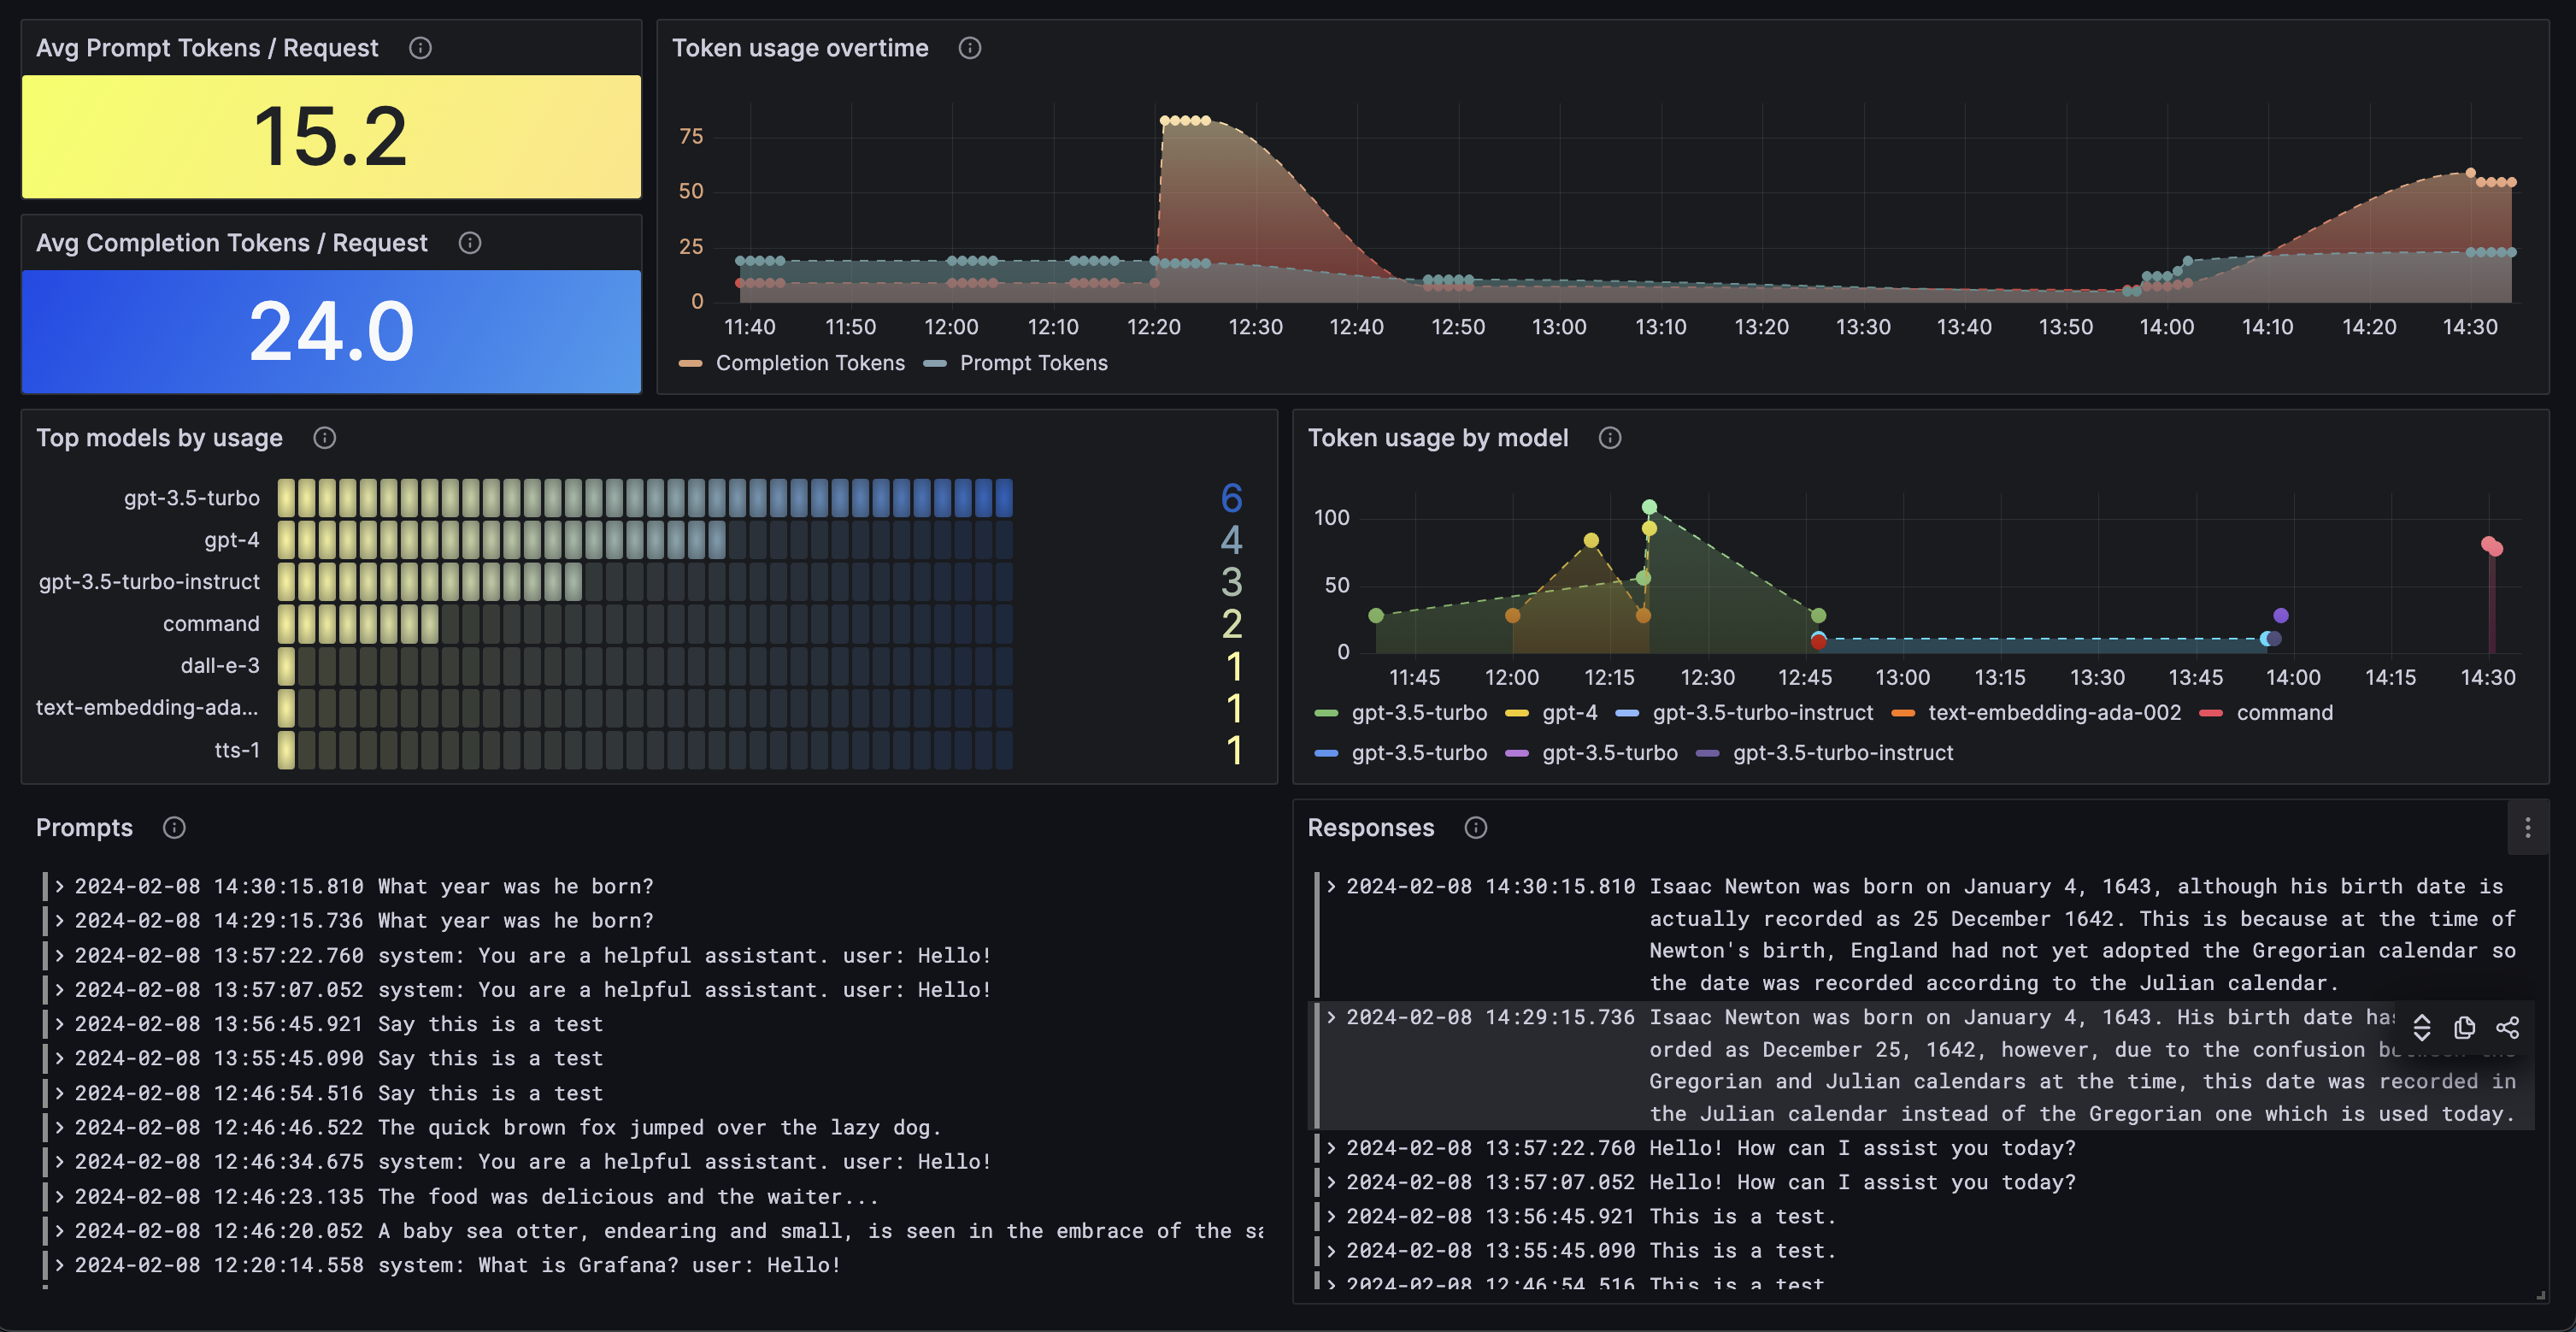 Avg Prompt Tokens / Request
15.2
Avg Completion Tokens / Request
24.0
Token usage overtime
75
50
25
0
11:40 11:50 12:00 12:10 12:20 12:30 12:40 12:50 13:00 13:10 13:20 13:30 13:40 13:50 14:00 14:10 14:20 14:30
Completion Tokens Prompt Tokens
Top models by usage
gpt-3.5-turbo 6
gpt-4 4
gpt-3.5-turbo-instruct 3
command 2
dall-e-3 1
text-embedding-ada... 1
tts-1 1
Token usage by model
100
50
0
11:45 12:00 12:15 12:30 12:45 13:00 13:15 13:30 13:45 14:00 14:15 14:30
gpt-3.5-turbo gpt-4 gpt-3.5-turbo-instruct text-embedding-ada-002 command
gpt-3.5-turbo gpt-3.5-turbo gpt-3.5-turbo-instruct
Prompts
2024-02-08 14:30:15.810 What year was he born?
2024-02-08 14:29:15.736 What year was he born?
2024-02-08 13:57:22.760 system: You are a helpful assistant. user: Hello!
2024-02-08 13:57:07.052 system: You are a helpful assistant. user: Hello!
2024-02-08 13:56:45.921 Say this is a test
2024-02-08 13:55:45.090 Say this is a test
2024-02-08 12:46:54.516 Say this is a test
2024-02-08 12:46:46.522 The quick brown fox jumped over the lazy dog.
2024-02-08 12:46:34.675 system: You are a helpful assistant. user: Hello!
2024-02-08 12:46:23.135 The food was delicious and the waiter...
2024-02-08 12:46:20.052 A baby sea otter, endearing and small, is seen in the embrace of the
2024-02-08 12:20:14.558 system: What is Grafana? user: Hello!
Responses
2024-02-08 14:30:15.810 Isaac Newton was born on January 4, 1643, although his birth date is
actually recorded as 25 December 1642. This is because at the time of
Newton's birth, England had not yet adopted the Gregorian calendar so
the date was recorded according to the Julian calendar.
2024-02-08 14:29:15.736 Isaac Newton was born on January 4, 1643. His birth date
orded as December 25, 1642, however, due to the confusion
Gregorian and Julian calendars at the time, this date was recorded in
the Julian calendar instead of the Gregorian one which is used today.
2024-02-08 13:57:22.760 Hello! How can I assist you today?
2024-02-08 13:57:07.052 Hello! How can I assist you today?
2024-02-08 13:56:45.921 This is a test.
2024-02-08 13:55:45.090 This is a test.
2024-02-08 12:46:54.516 This is a test